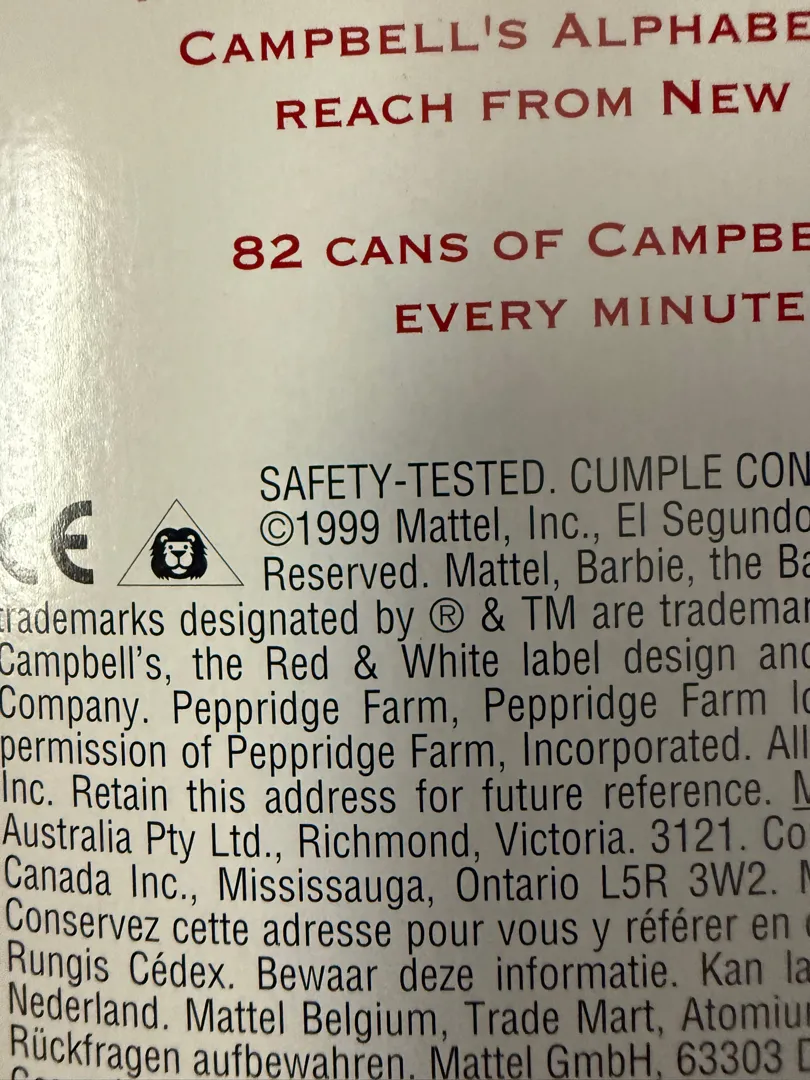 CAMPBELL'S ALPHABE
REACH FROM NEW
82 CANS OF CAMPBE
EVERY MINUTE
SAFETY-TESTED. CUMPLE CON
CE ©1999 Mattel, Inc., El Segundo
Reserved. Mattel, Barbie, the Ba
trademarks designated by ® & TM are trademar
Campbell's, the Red & White label design and
Company. Pepperidge Farm, Pepperidge Farm lo
permission of Pepperidge Farm, Incorporated. All
Inc. Retain this address for future reference. M
Australia Pty Ltd., Richmond, Victoria. 3121. Co
Canada Inc., Mississauga, Ontario L5R 3W2. M
Conservez cette adresse pour vous y référer en
Rungis Cédex. Bewaar deze informatie. Kan la
Nederland. Mattel Belgium, Trade Mart, Atomiu
Rückfragen aufbewahren. Mattel GmbH, 63303 D